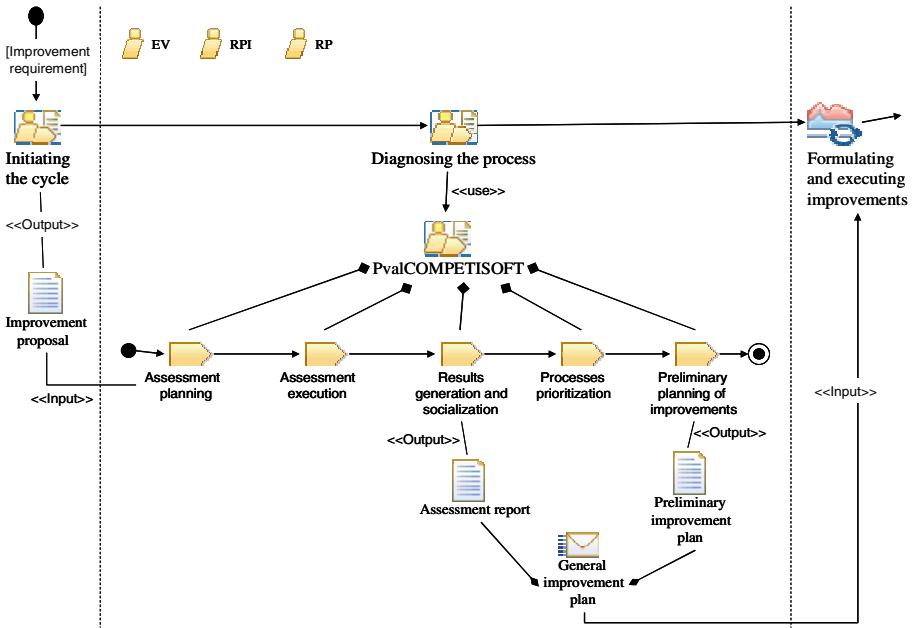 [Improvement
requirement]
EV
RPI
RP
Initiating
the cycle
Diagnosing the process
Formulating
and executing
improvements
<<use>>
<<Output>>
PvalCOMPETISOFT
Improvement
proposal
Assessment
planning
Assessment
execution
Results
generation and
socialization
Processes
prioritization
Preliminary
planning of
improvements
<<Input>>
<<Input>>
<<Output>>
<<Output>>
Assessment report
Preliminary
improvement
plan
General
improvement
plan